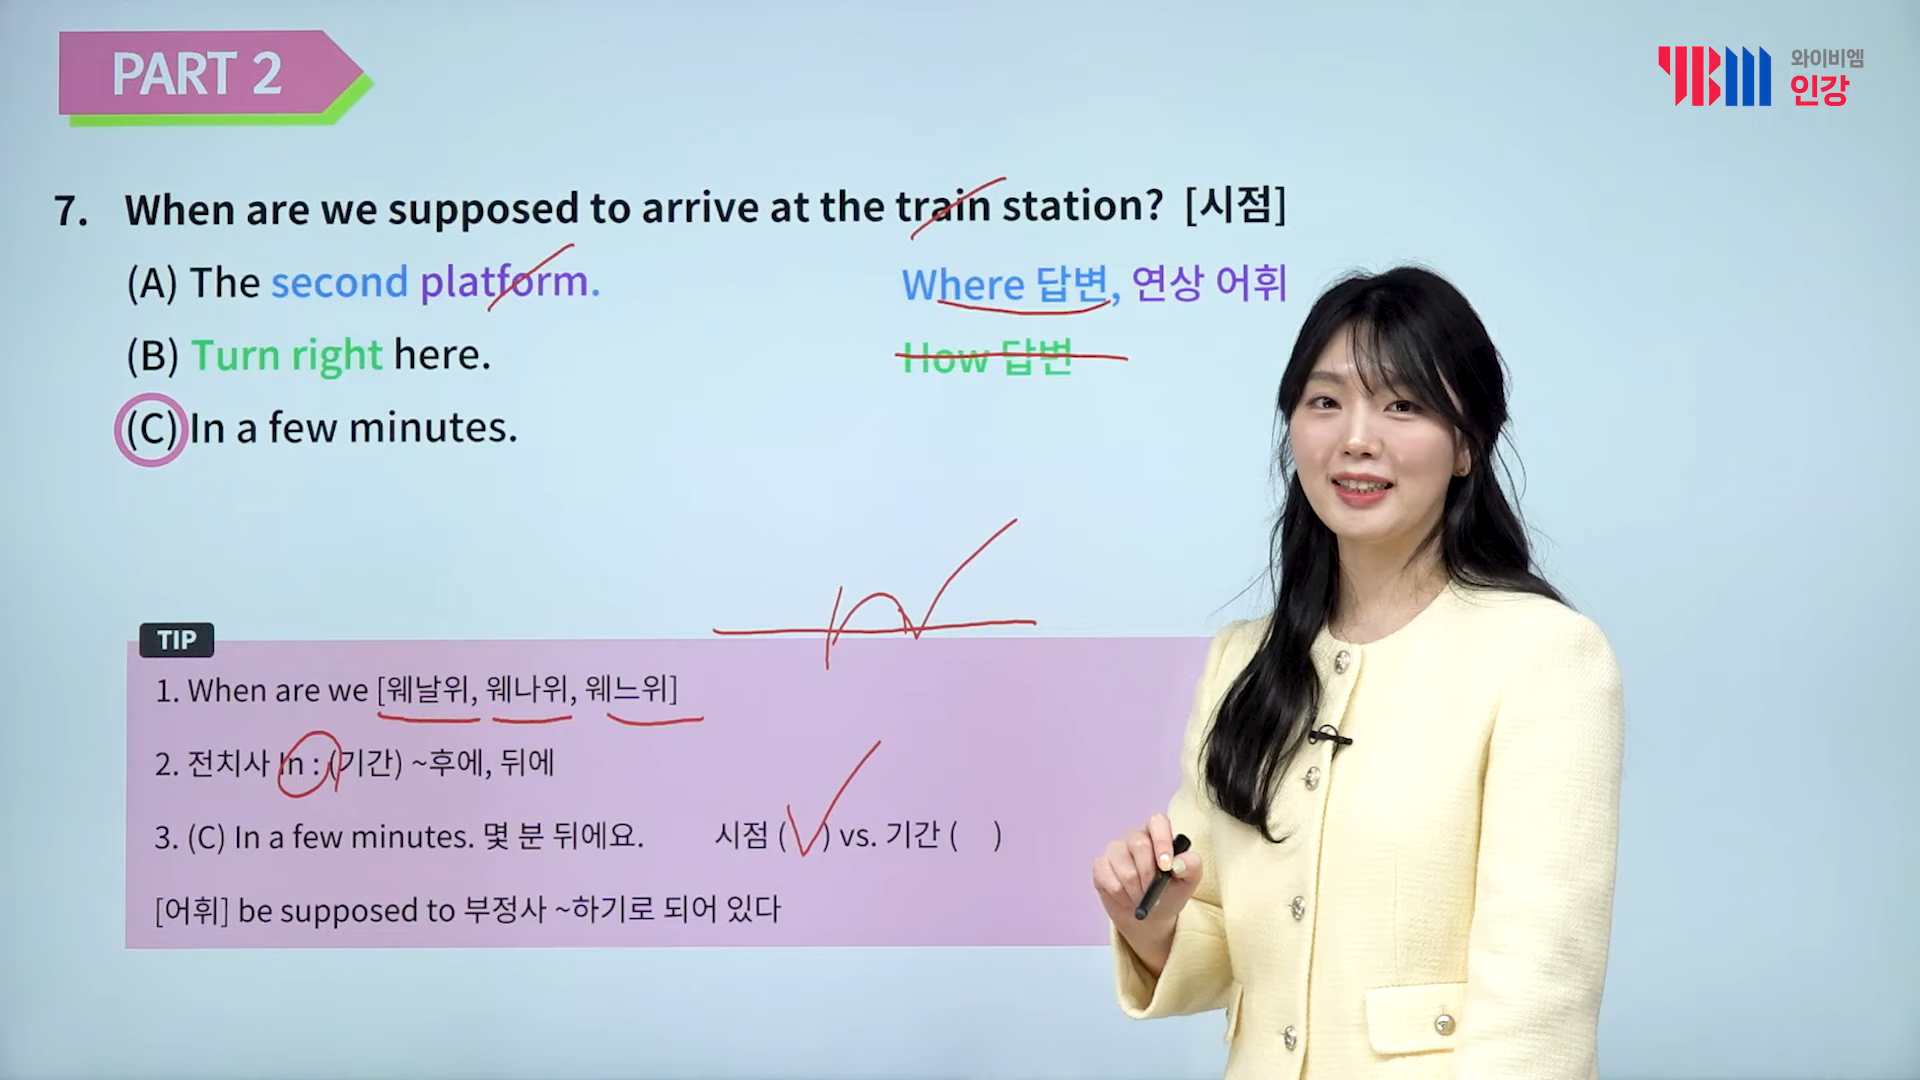 PART 2
YBM 와이비엠 인강
7. When are we supposed to arrive at the train station? [시점]
(A) The second platform. Where 답변, 연상 어휘
(B) Turn right here. How 답변
(C) In a few minutes.
TIP
1. When are we [웨날위, 웨나위, 웨느위]
2. 전치사 In : (기간) ~후에, 뒤에
3. (C) In a few minutes. 몇 분 뒤에요. 시점 ( ) vs. 기간 ( )
[어휘] be supposed to 부정사 ~하기로 되어 있다